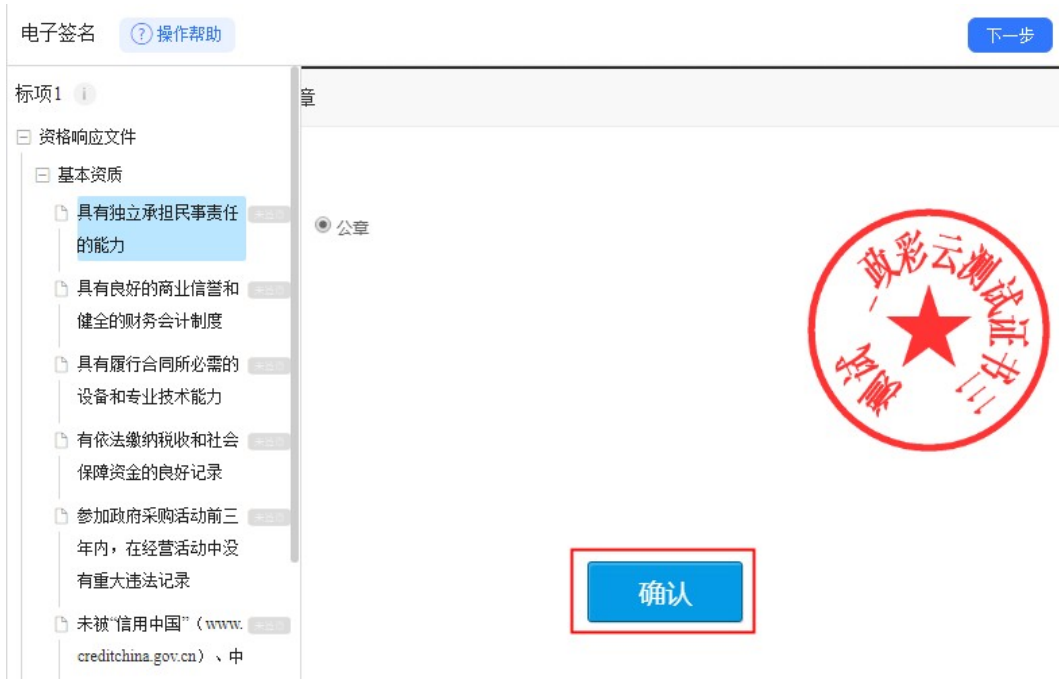 电子签名
? 操作帮助
下一步
标项1
i
章
资格响应文件
基本资质
具有独立承担民事责任
的能力
具有良好的商业信誉和
健全的财务会计制度
具有履行合同所必需的
设备和专业技术能力
有依法缴纳税收和社会
保障资金的良好记录
参加政府采购活动前三
年内，在经营活动中没
有重大违法记录
未被“信用中国”（www.
creditchina.gov.cn）、中
公章
测试-政彩云测试证书111
确认